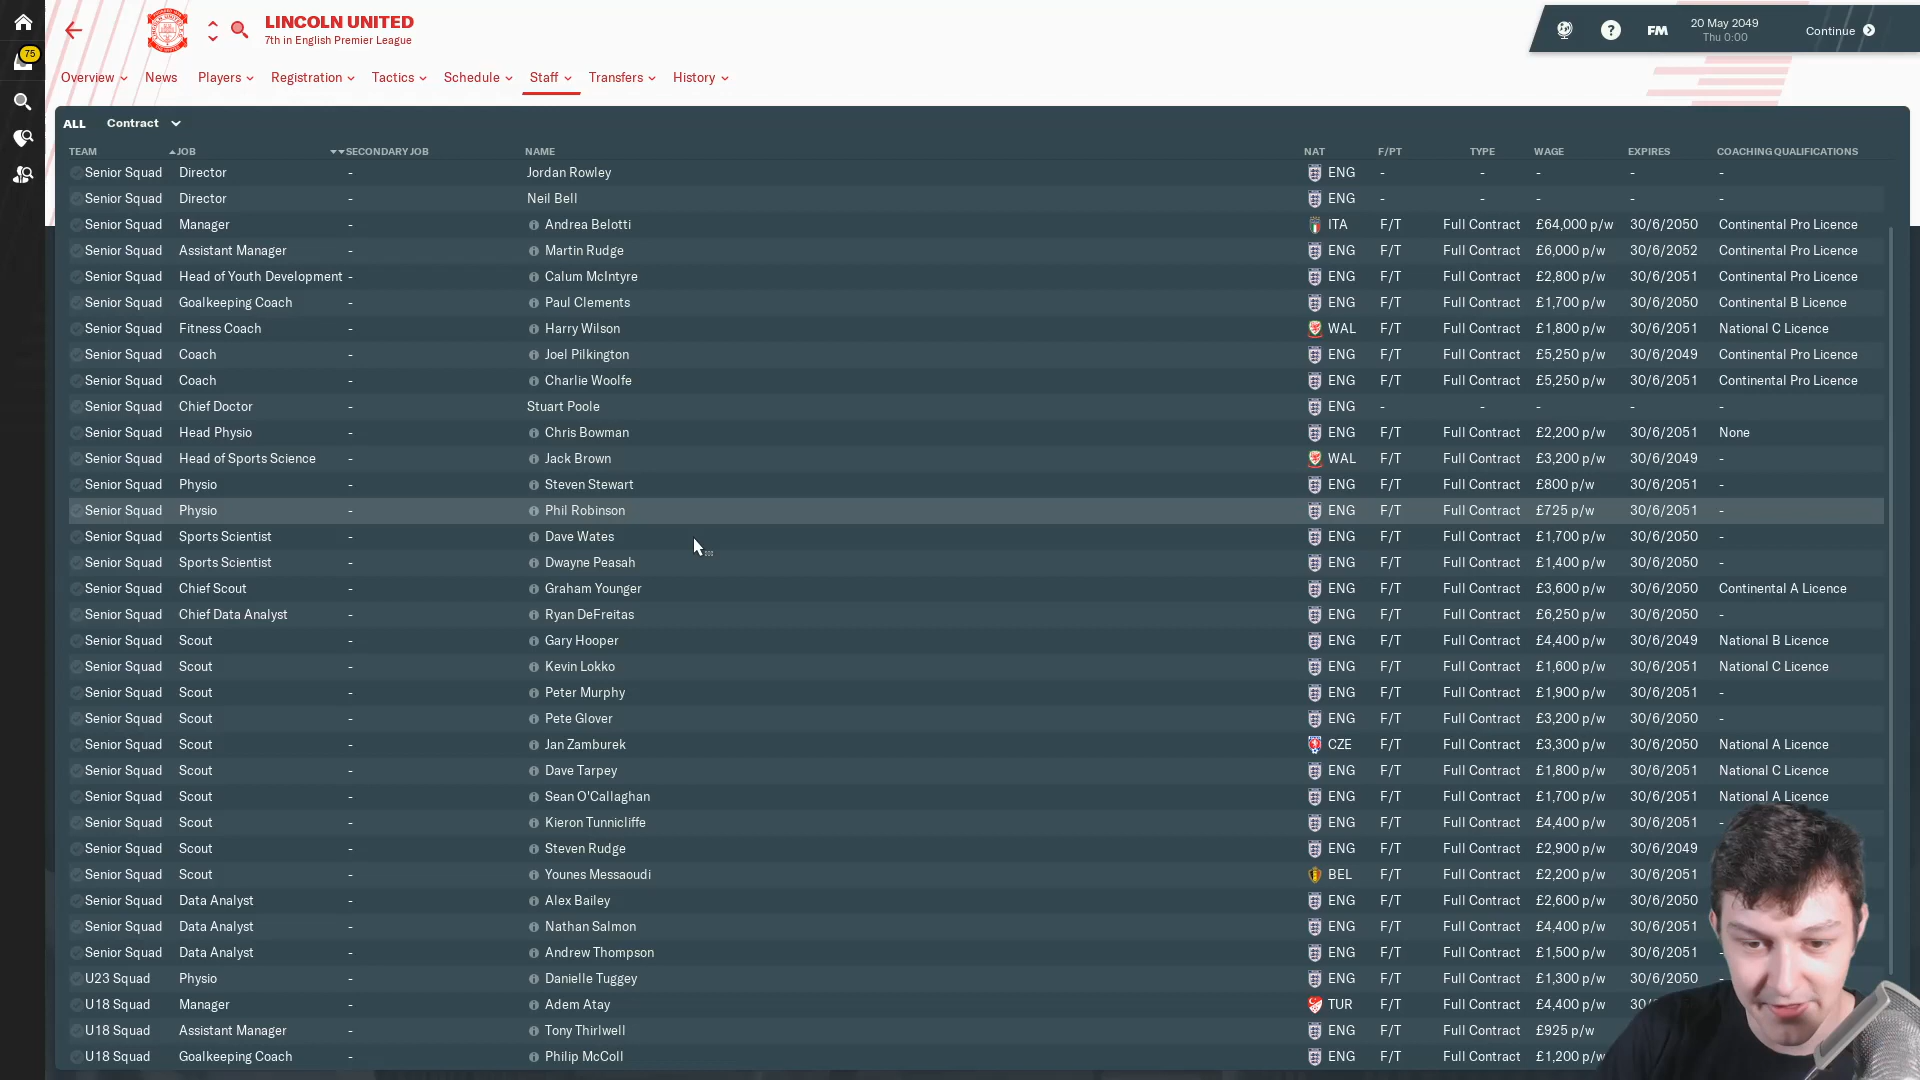 LINCOLN UNITED
7th in English Premier League
20 May 2049
Thu 0:00
FM
Continue
75
Overview News Players Registration Tactics Schedule Staff Transfers History
ALL Contract
TEAM JOB SECONDARY JOB NAME NAT F/PT TYPE WAGE EXPIRES COACHING QUALIFICATIONS
Senior Squad Director - Jordan Rowley ENG - - - - -
Senior Squad Director - Neil Bell ENG - - - - -
Senior Squad Manager - Andrea Belotti ITA F/T Full Contract £64,000 p/w 30/6/2050 Continental Pro Licence
Senior Squad Assistant Manager - Martin Rudge ENG F/T Full Contract £6,000 p/w 30/6/2052 Continental Pro Licence
Senior Squad Head of Youth Development - Calum McIntyre ENG F/T Full Contract £2,800 p/w 30/6/2051 Continental Pro Licence
Senior Squad Goalkeeping Coach - Paul Clements ENG F/T Full Contract £1,700 p/w 30/6/2050 Continental B Licence
Senior Squad Fitness Coach - Harry Wilson WAL F/T Full Contract £1,800 p/w 30/6/2051 National C Licence
Senior Squad Coach - Joel Pilkington ENG F/T Full Contract £5,250 p/w 30/6/2049 Continental Pro Licence
Senior Squad Coach - Charlie Woolfe ENG F/T Full Contract £5,250 p/w 30/6/2051 Continental Pro Licence
Senior Squad Chief Doctor - Stuart Poole ENG - - - - -
Senior Squad Head Physio - Chris Bowman ENG F/T Full Contract £2,200 p/w 30/6/2051 None
Senior Squad Head of Sports Science - Jack Brown WAL F/T Full Contract £3,200 p/w 30/6/2049 -
Senior Squad Physio - Steven Stewart ENG F/T Full Contract £800 p/w 30/6/2051 -
Senior Squad Physio - Phil Robinson ENG F/T Full Contract £725 p/w 30/6/2051 -
Senior Squad Sports Scientist - Dave Wates ENG F/T Full Contract £1,700 p/w 30/6/2050 -
Senior Squad Sports Scientist - Dwayne Peasah ENG F/T Full Contract £1,400 p/w 30/6/2050 -
Senior Squad Chief Scout - Graham Younger ENG F/T Full Contract £3,600 p/w 30/6/2050 Continental A Licence
Senior Squad Chief Data Analyst - Ryan DeFreitas ENG F/T Full Contract £6,250 p/w 30/6/2050 -
Senior Squad Scout - Gary Hooper ENG F/T Full Contract £4,400 p/w 30/6/2049 National B Licence
Senior Squad Scout - Kevin Lokko ENG F/T Full Contract £1,600 p/w 30/6/2051 National C Licence
Senior Squad Scout - Peter Murphy ENG F/T Full Contract £1,900 p/w 30/6/2051 -
Senior Squad Scout - Pete Glover ENG F/T Full Contract £3,200 p/w 30/6/2050 -
Senior Squad Scout - Jan Zamburek CZE F/T Full Contract £3,300 p/w 30/6/2050 National A Licence
Senior Squad Scout - Dave Tarpey ENG F/T Full Contract £1,800 p/w 30/6/2051 National C Licence
Senior Squad Scout - Sean O'Callaghan ENG F/T Full Contract £1,700 p/w 30/6/2051 National A Licence
Senior Squad Scout - Kieron Tunnicliffe ENG F/T Full Contract £4,400 p/w 30/6/2051 -
Senior Squad Scout - Steven Rudge ENG F/T Full Contract £2,900 p/w 30/6/2049
Senior Squad Scout - Younes Messaoudi BEL F/T Full Contract £2,200 p/w 30/6/2051
Senior Squad Data Analyst - Alex Bailey ENG F/T Full Contract £2,600 p/w 30/6/2050
Senior Squad Data Analyst - Nathan Salmon ENG F/T Full Contract £4,400 p/w 30/6/2051
Senior Squad Data Analyst - Andrew Thompson ENG F/T Full Contract £1,500 p/w 30/6/2051 -
U23 Squad Physio - Danielle Tuggey ENG F/T Full Contract £1,300 p/w 30/6/2050 -
U18 Squad Manager - Adem Atay TUR F/T Full Contract £4,400 p/w
U18 Squad Assistant Manager - Tony Thirlwell ENG F/T Full Contract £925 p/w
U18 Squad Goalkeeping Coach - Philip McColl ENG F/T Full Contract £1,200 p/w